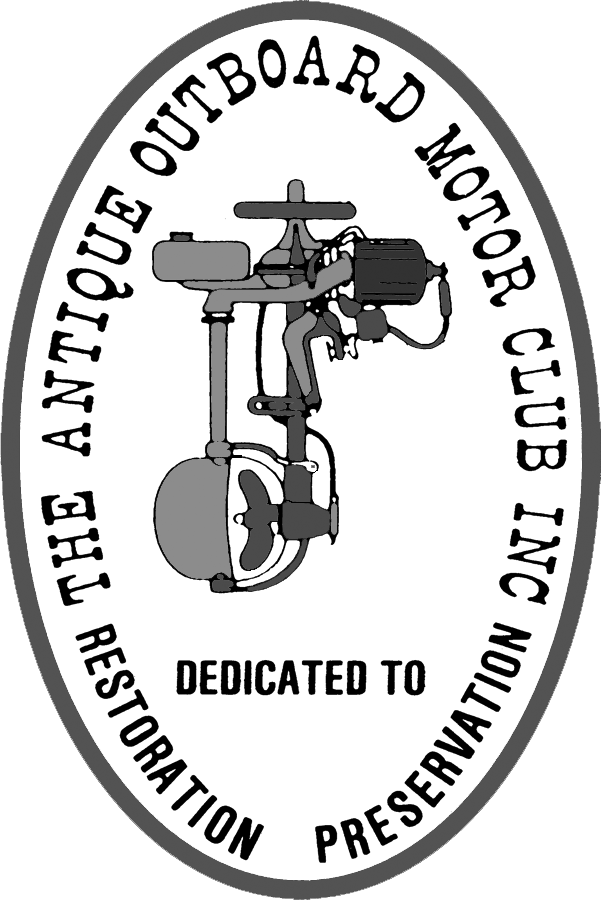 THE ANTIQUE OUTBOARD MOTOR CLUB INC
DEDICATED TO
RESTORATION PRESERVATION